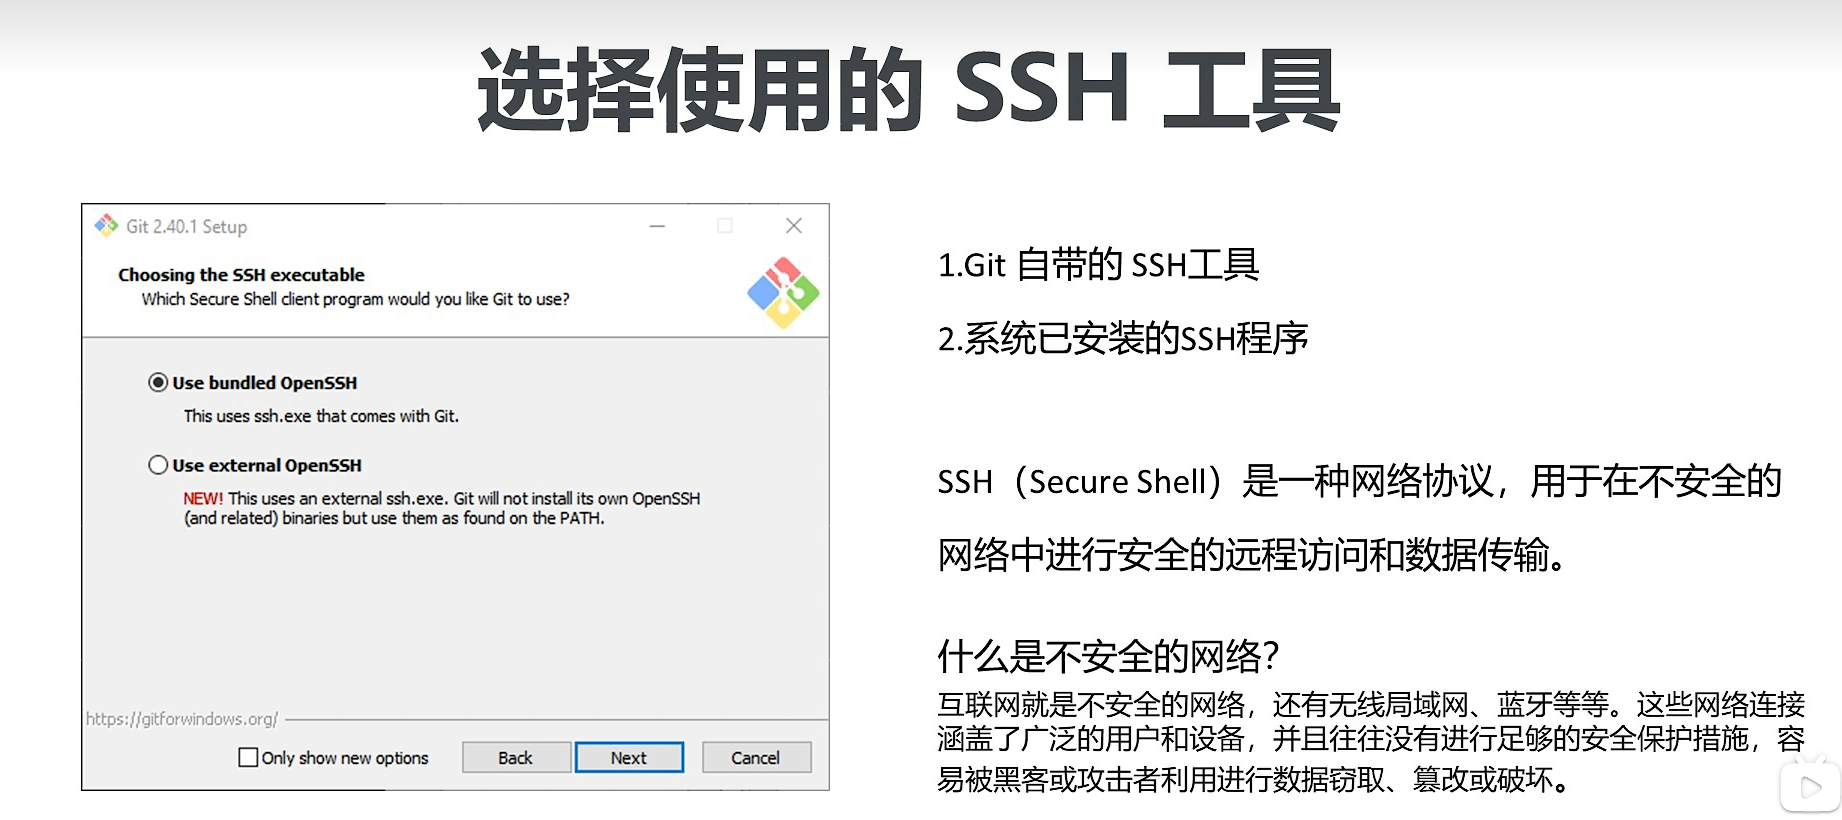 选择使用的 SSH 工具
Git 2.40.1 Setup
Choosing the SSH executable
Which Secure Shell client program would you like Git to use?
Use bundled OpenSSH
This uses ssh.exe that comes with Git.
Use external OpenSSH
NEW! This uses an external ssh.exe. Git will not install its own OpenSSH
(and related) binaries but use them as found on the PATH.
https://gitforwindows.org/
Only show new options
Back
Next
Cancel
1.Git 自带的 SSH工具
2.系统已安装的SSH程序
SSH（Secure Shell）是一种网络协议，用于在不安全的
网络中进行安全的远程访问和数据传输。
什么是不安全的网络？
互联网就是不安全的网络，还有无线局域网、蓝牙等等。这些网络连接
涵盖了广泛的用户和设备，并且往往没有进行足够的安全保护措施，容
易被黑客或攻击者利用进行数据窃取、篡改或破坏。